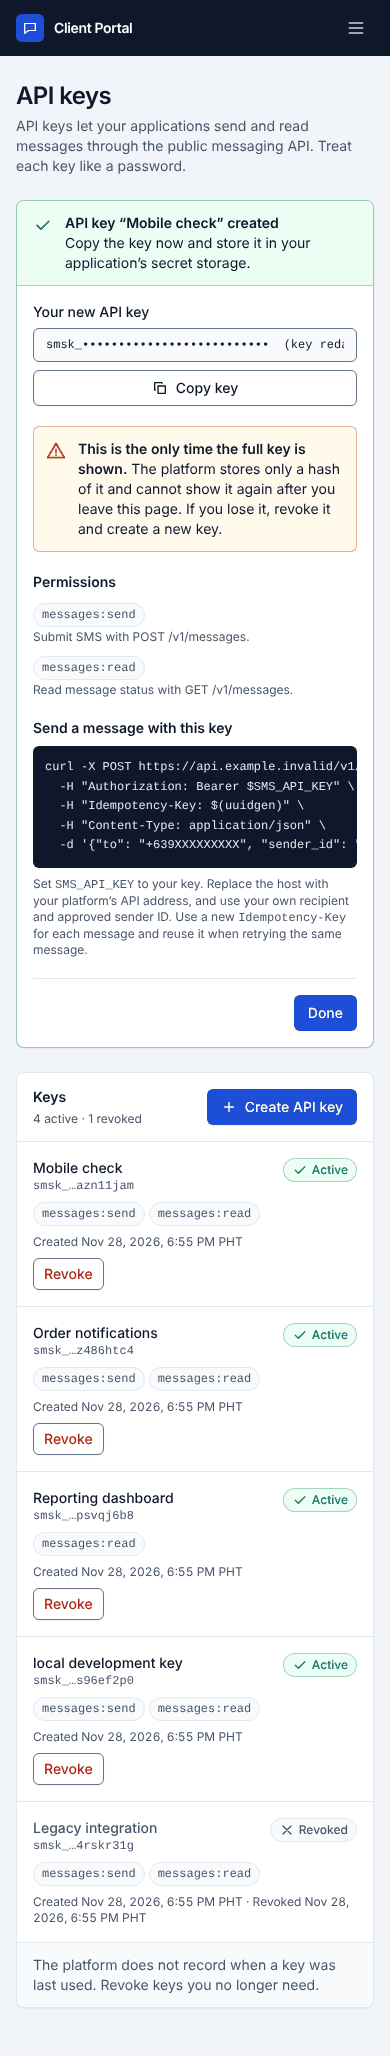 Client Portal
API keys
API keys let your applications send and read
messages through the public messaging API. Treat
each key like a password.
API key “Mobile check” created
Copy the key now and store it in your
application’s secret storage.
Your new API key
smsk_•••••••••••••••••••••••••• (key reda
Copy key
This is the only time the full key is
shown. The platform stores only a hash
of it and cannot show it again after you
leave this page. If you lose it, revoke it
and create a new key.
Permissions
messages:send
Submit SMS with POST /v1/messages.
messages:read
Read message status with GET /v1/messages.
Send a message with this key
curl -X POST https://api.example.invalid/v1/
-H "Authorization: Bearer $SMS_API_KEY" \
-H "Idempotency-Key: $(uuidgen)" \
-H "Content-Type: application/json" \
-d '{"to": "+639XXXXXXXXX", "sender_id": "
Set SMS_API_KEY to your key. Replace the host with
your platform’s API address, and use your own recipient
and approved sender ID. Use a new Idempotency-Key
for each message and reuse it when retrying the same
message.
Done
Keys
4 active · 1 revoked
Create API key
Mobile check
Active
smsk_…azn11jam
messages:send messages:read
Created Nov 28, 2026, 6:55 PM PHT
Revoke
Order notifications
Active
smsk_…z486htc4
messages:send messages:read
Created Nov 28, 2026, 6:55 PM PHT
Revoke
Reporting dashboard
Active
smsk_…psvqj6b8
messages:read
Created Nov 28, 2026, 6:55 PM PHT
Revoke
local development key
Active
smsk_…s96ef2p0
messages:send messages:read
Created Nov 28, 2026, 6:55 PM PHT
Revoke
Legacy integration
Revoked
smsk_…4rskr31g
messages:send messages:read
Created Nov 28, 2026, 6:55 PM PHT · Revoked Nov 28,
2026, 6:55 PM PHT
The platform does not record when a key was
last used. Revoke keys you no longer need.